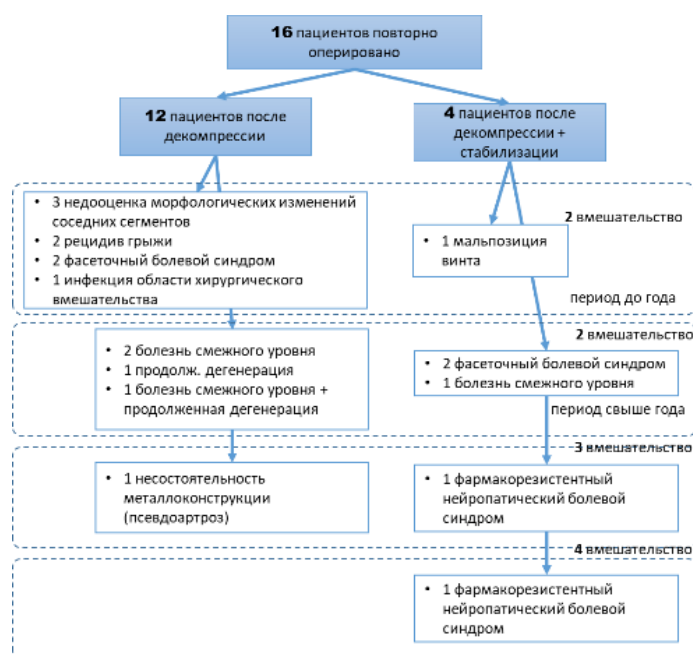 16 пациентов повторно
оперировано
12 пациентов после
декомпрессии
4 пациентов после
декомпрессии +
стабилизации
• 3 недооценка морфологических изменений
соседних сегментов
• 2 рецидив грыжи
• 2 фасеточный болевой синдром
• 1 инфекция области хирургического
вмешательства
2 вмешательство
• 1 мальпозиция
винта
период до года
2 вмешательство
• 2 болезнь смежного уровня
• 1 продолж. дегенерация
• 1 болезнь смежного уровня +
продолженная дегенерация
• 2 фасеточный болевой синдром
• 1 болезнь смежного уровня
период свыше года
3 вмешательство
• 1 несостоятельность
металлоконструкции
(псевдоартроз)
• 1 фармакорезистентный
нейропатический болевой
синдром
4 вмешательство
• 1 фармакорезистентный
нейропатический болевой
синдром